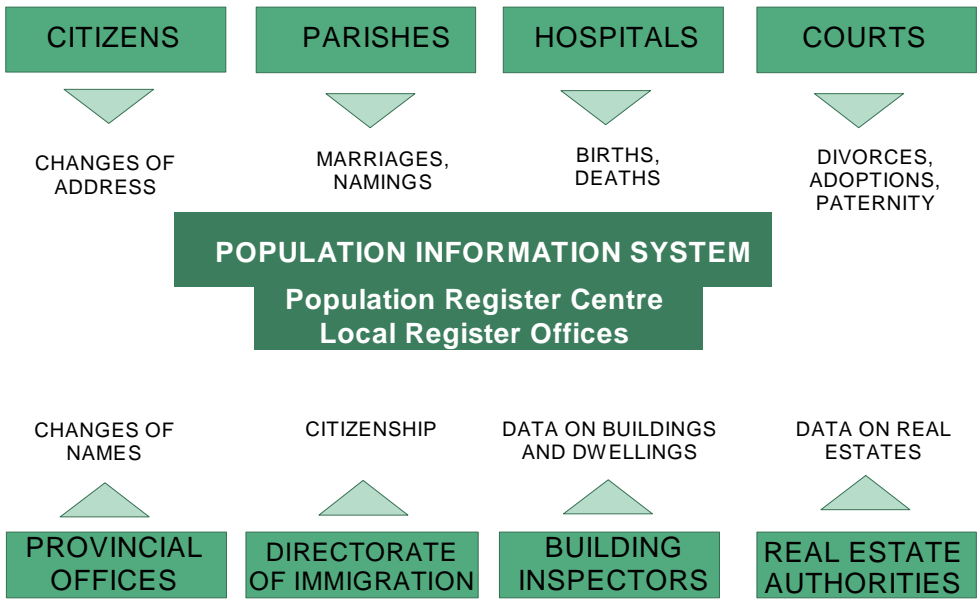 CITIZENS
PARISHES
HOSPITALS
COURTS
CHANGES OF
ADDRESS
MARRIAGES,
NAMINGS
BIRTHS,
DEATHS
DIVORCES,
ADOPTIONS,
PATERNITY
POPULATION INFORMATION SYSTEM
Population Register Centre
Local Register Offices
CHANGES OF
NAMES
CITIZENSHIP
DATA ON BUILDINGS
AND DWELLINGS
DATA ON REAL
ESTATES
PROVINCIAL
OFFICES
DIRECTORATE
OF IMMIGRATION
BUILDING
INSPECTORS
REAL ESTATE
AUTHORITIES